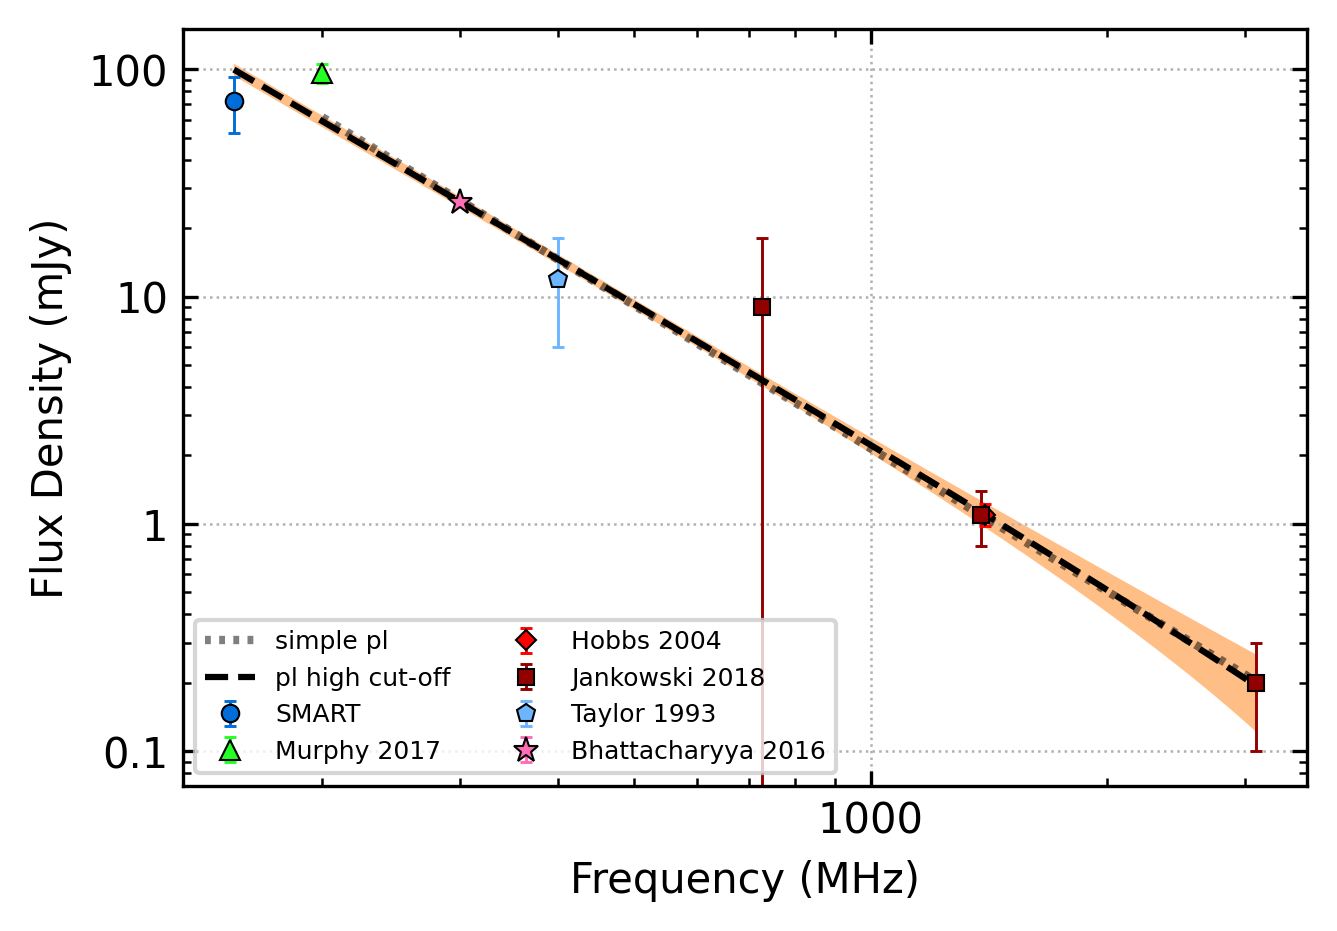 100
10
1
0.1
Flux Density (mJy)
simple pl
pl high cut-off
SMART
Murphy 2017
Hobbs 2004
Jankowski 2018
Taylor 1993
Bhattacharyya 2016
1000
Frequency (MHz)